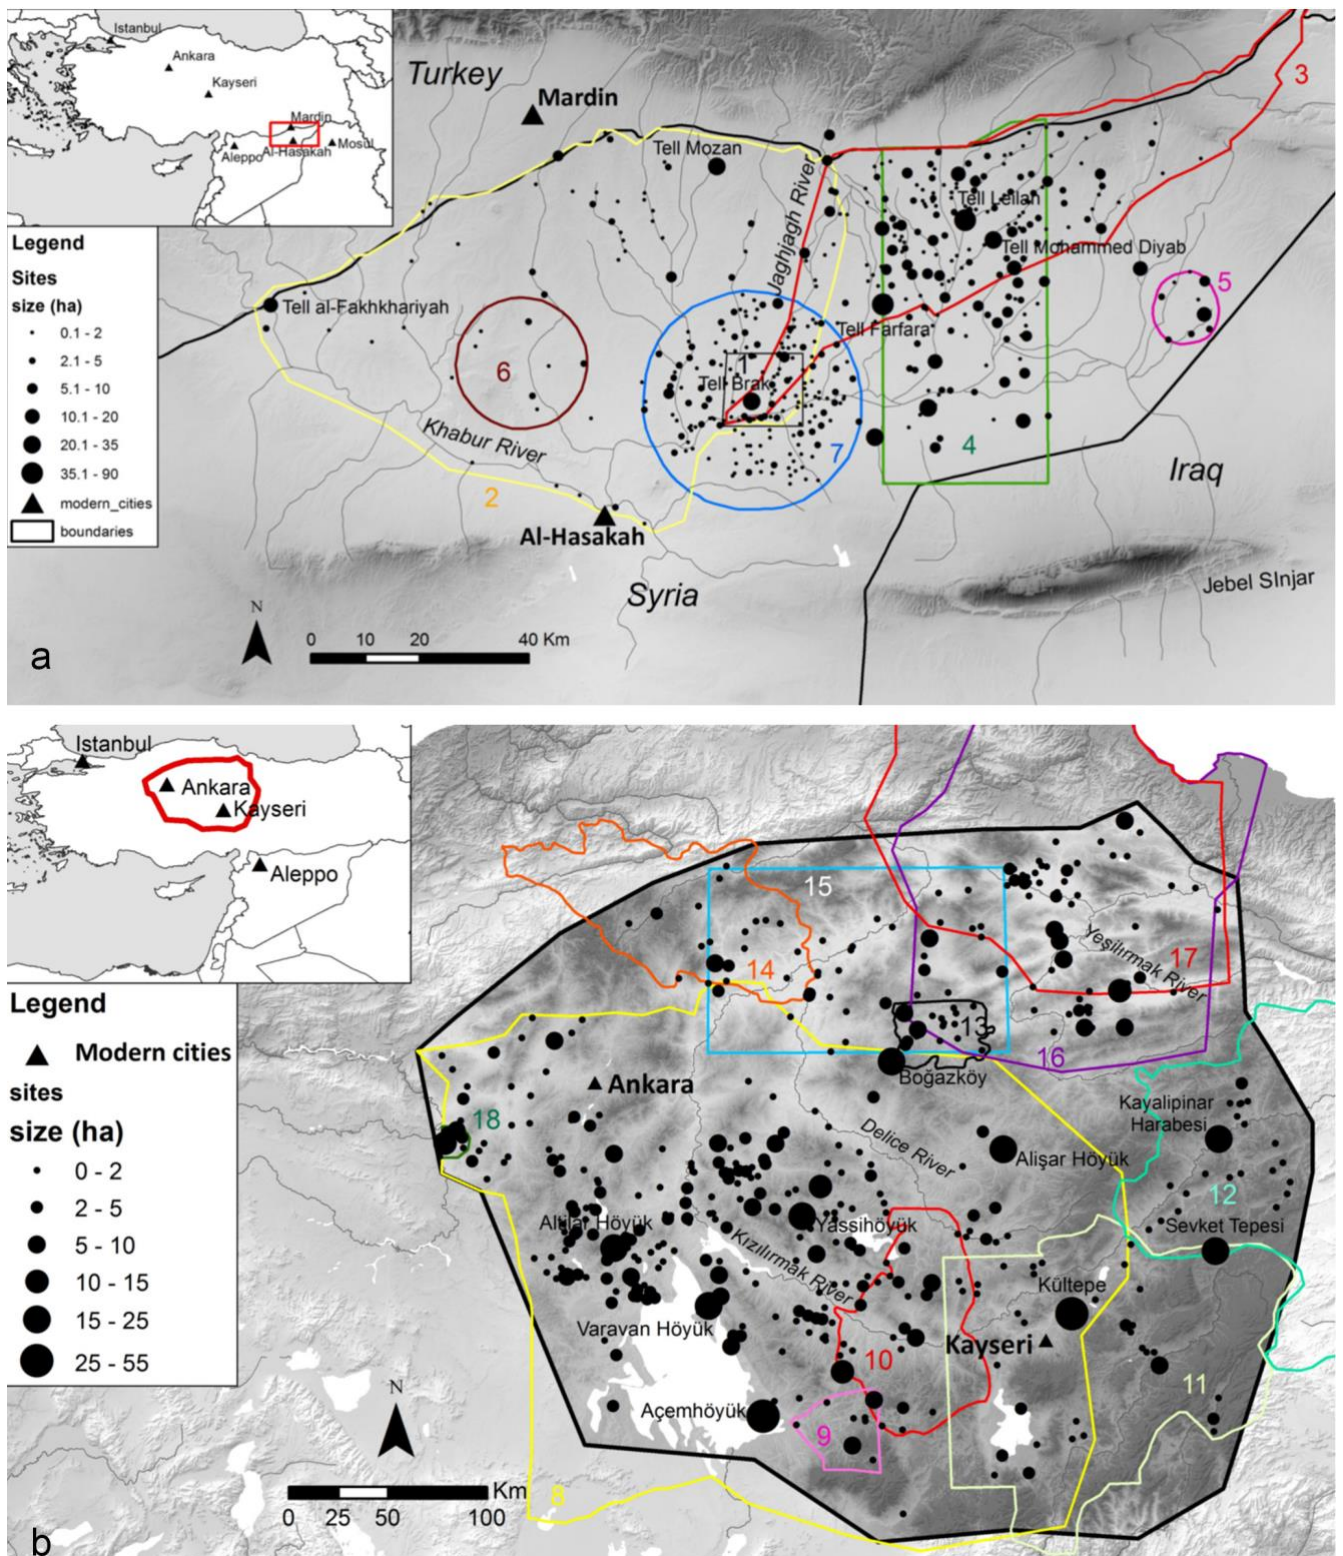 Istanbul
Ankara
Kayseri
Mardin
Aleppo
Al-Hasakah
Mosul
Turkey
Mardin
3
Tell Mozan
Jaghjagh River
Tell Leilan
Tell Mohammed Diyab
5
Legend
Sites
size (ha)
0.1 - 2
2.1 - 5
5.1 - 10
10.1 - 20
20.1 - 35
35.1 - 90
modern_cities
boundaries
Tell al-Fakhkhariyah
Tell Farfara
6
1
Tell Brak
Khabur River
7
4
2
Iraq
Al-Hasakah
Syria
Jebel SInjar
N
0 10 20 40 Km
a
Istanbul
Ankara
Kayseri
Aleppo
Legend
Modern cities
sites
size (ha)
0 - 2
2 - 5
5 - 10
10 - 15
15 - 25
25 - 55
15
14
Yeşilırmak River
17
13
16
Boğazköy
Ankara
18
Kayalipinar
Harabesi
Delice River
Alişar Höyük
12
Altılar Höyük
Yassihöyük
Sevket Tepesi
Kızılırmak River
Kültepe
Varavan Höyük
Kayseri
10
11
Açemhöyük
9
N
8
Km
0 25 50 100
b